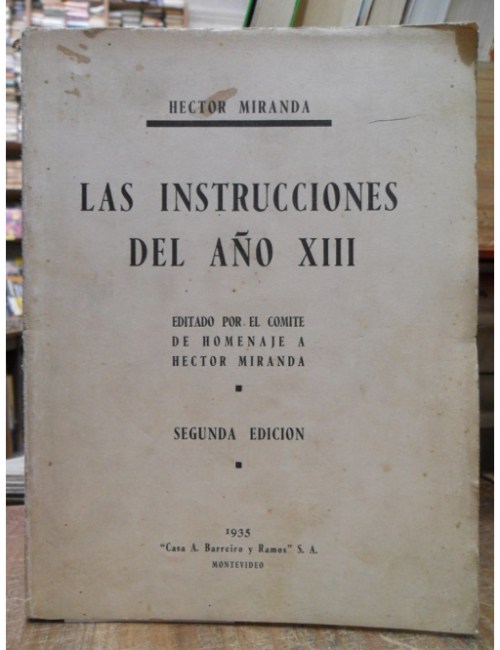 HECTOR MIRANDA
LAS INSTRUCCIONES
DEL AÑO XIII
EDITADO POR EL COMITE
DE HOMENAJE A
HECTOR MIRANDA
SEGUNDA EDICION
1935
"Casa A. Barreiro y Ramos" S. A.
MONTEVIDEO